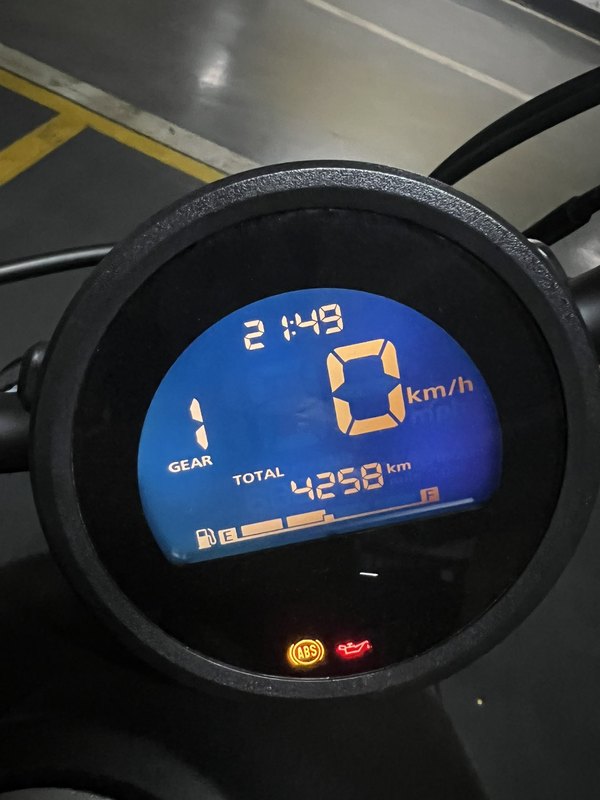 21:49
0 km/h
1
GEAR
TOTAL 4258 km
E F
ABS